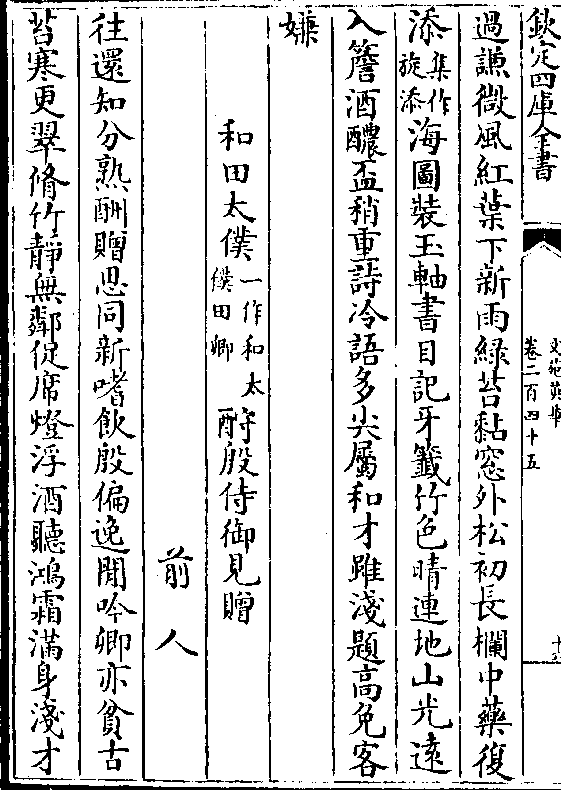 欽定四庫全書
文苑英華
卷二百四十五
過謙微風紅葉下新雨緑苔黏窓外松初長欄中藥復
添集作旋添海圖裝玉軸書目記牙籤竹色晴連地山光遠
入簷酒醲盃稍重詩冷語多尖屬和才雖淺題高免客
嫌
和田太僕一作和太僕田卿酧殷侍御見贈
前人
往還知分熟酬贈思同新嗜飲殷偏逸閒吟卿亦貧古
苔寒更翠脩竹靜無鄰促席燈浮酒聽鴻霜滿身淺才